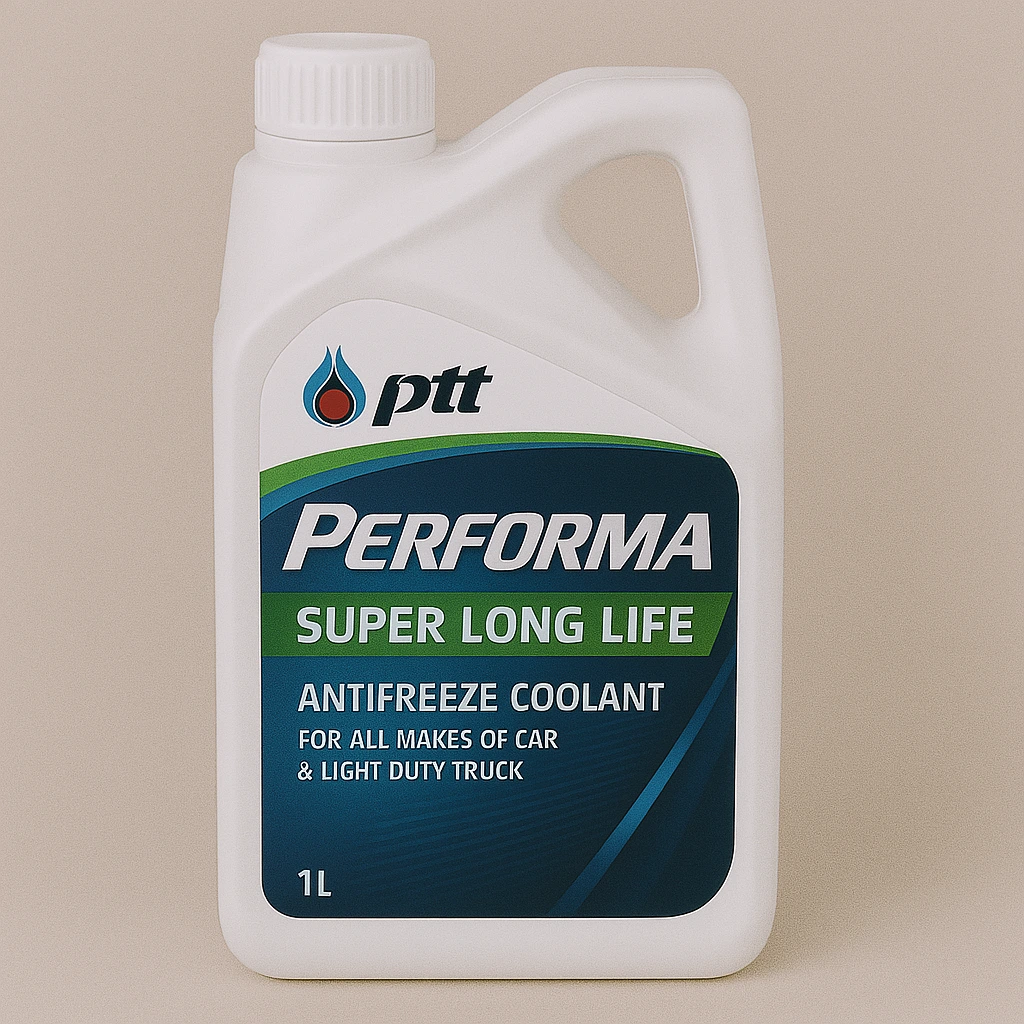 ptt
PERFORMA
SUPER LONG LIFE
ANTIFREEZE COOLANT
FOR ALL MAKES OF CAR
& LIGHT DUTY TRUCK
1L